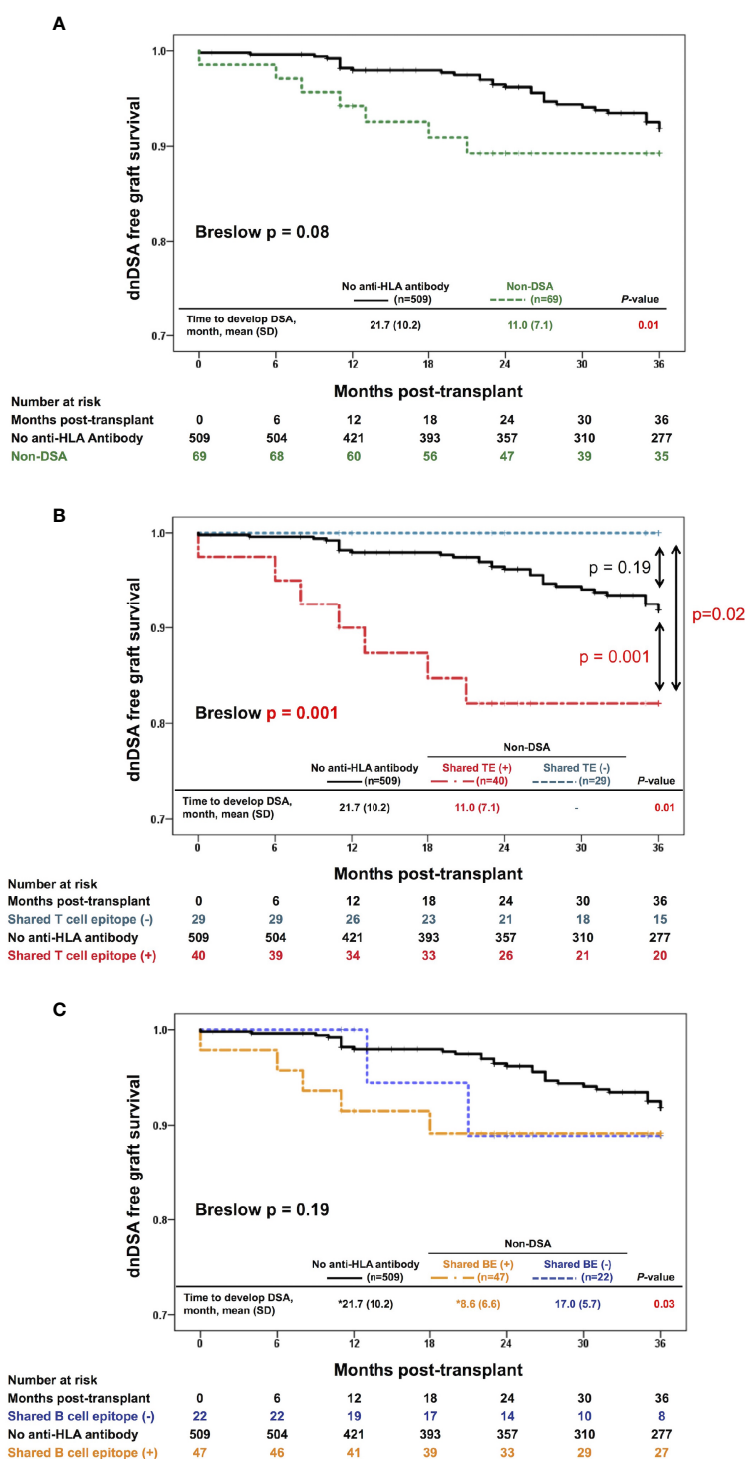 A
dnDSA free graft survival
1.0
0.9
0.8
0.7
Breslow p = 0.08
No anti-HLA antibody Non-DSA
(n=509) (n=69) P-value
Time to develop DSA,
month, mean (SD) 21.7 (10.2) 11.0 (7.1) 0.01
0 6 12 18 24 30 36
Months post-transplant
Number at risk
Months post-transplant 0 6 12 18 24 30 36
No anti-HLA Antibody 509 504 421 393 357 310 277
Non-DSA 69 68 60 56 47 39 35
B
dnDSA free graft survival
1.0
0.9
0.8
0.7
p = 0.19
p=0.02
p = 0.001
Breslow p = 0.001
Non-DSA
No anti-HLA antibody Shared TE (+) Shared TE (-)
(n=509) (n=40) (n=29) P-value
Time to develop DSA,
month, mean (SD) 21.7 (10.2) 11.0 (7.1) - 0.01
0 6 12 18 24 30 36
Months post-transplant
Number at risk
Months post-transplant 0 6 12 18 24 30 36
Shared T cell epitope (-) 29 29 26 23 21 18 15
No anti-HLA antibody 509 504 421 393 357 310 277
Shared T cell epitope (+) 40 39 34 33 26 21 20
C
dnDSA free graft survival
1.0
0.9
0.8
0.7
Breslow p = 0.19
Non-DSA
No anti-HLA antibody Shared BE (+) Shared BE (-)
(n=509) (n=47) (n=22) P-value
Time to develop DSA,
month, mean (SD) *21.7 (10.2) *8.6 (6.6) 17.0 (5.7) 0.03
0 6 12 18 24 30 36
Months post-transplant
Number at risk
Months post-transplant 0 6 12 18 24 30 36
Shared B cell epitope (-) 22 22 19 17 14 10 8
No anti-HLA antibody 509 504 421 393 357 310 277
Shared B cell epitope (+) 47 46 41 39 33 29 27